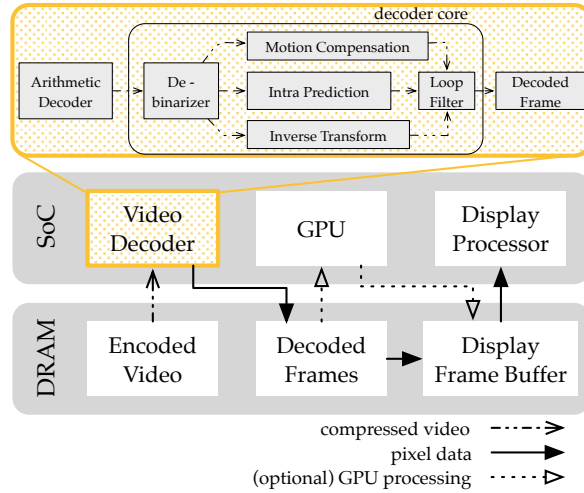 decoder core
Motion Compensation
Arithmetic
Decoder
De -
binarizer
Intra Prediction
Loop
Filter
Decoded
Frame
Inverse Transform
SoC
Video
Decoder
GPU
Display
Processor
DRAM
Encoded
Video
Decoded
Frames
Display
Frame Buffer
compressed video
pixel data
(optional) GPU processing